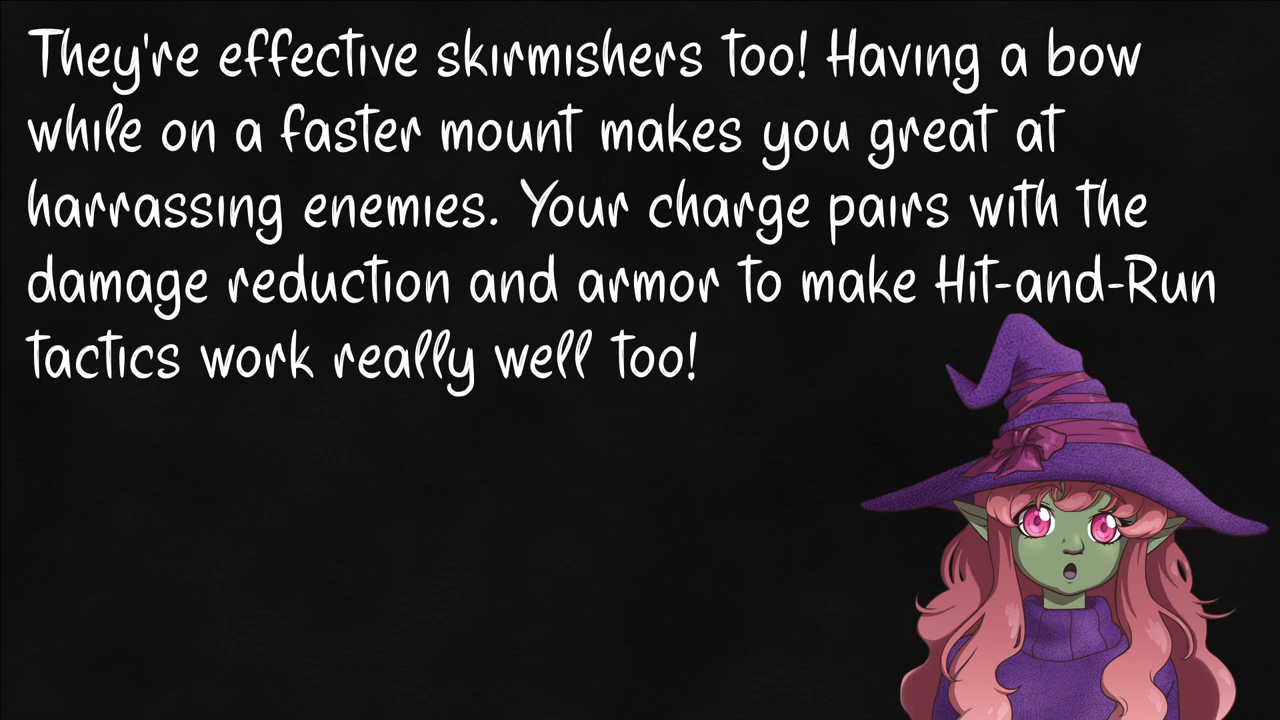 They're effective skirmishers too! Having a bow
while on a faster mount makes you great at
harrassing enemies. Your charge pairs with the
damage reduction and armor to make Hit-and-Run
tactics work really well too!